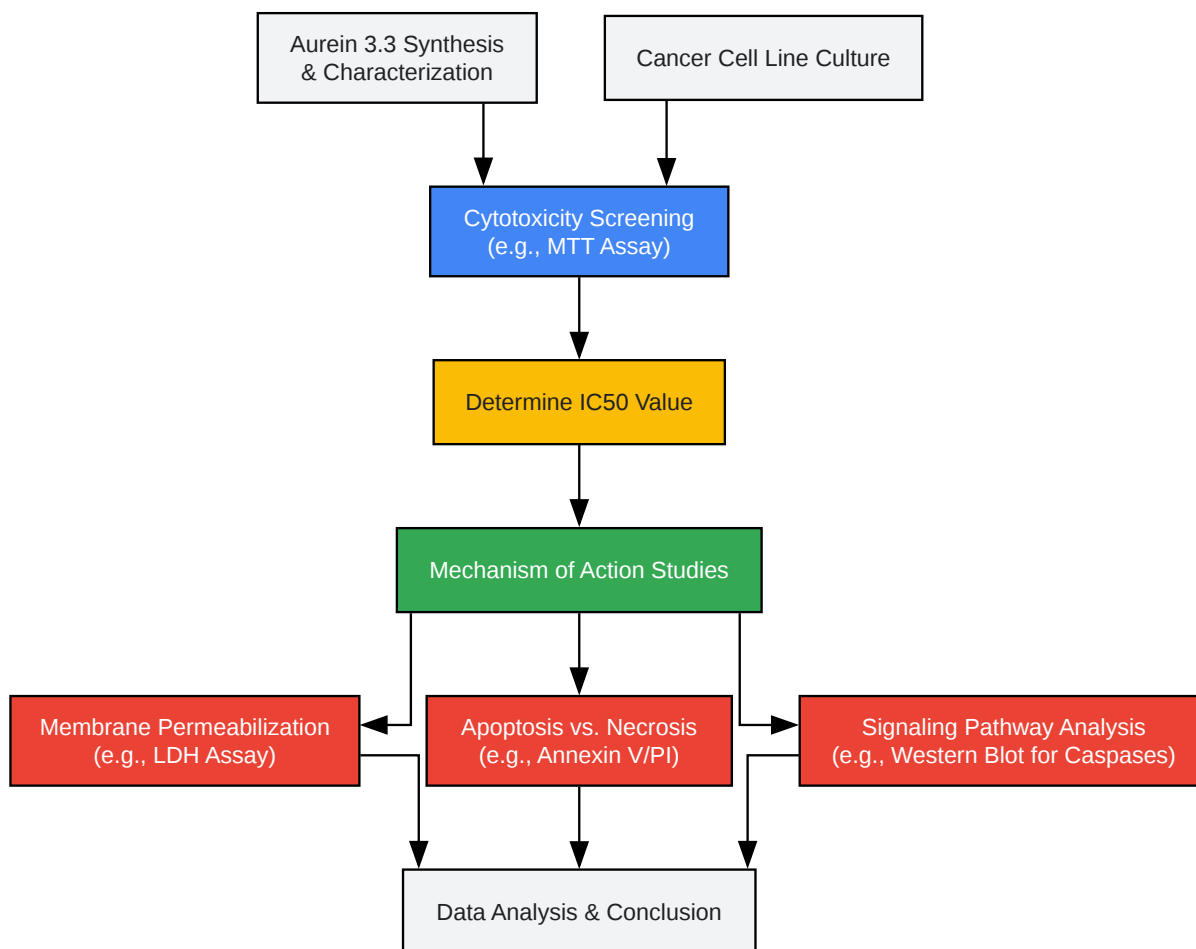 Aurein 3.3 Synthesis
& Characterization
Cancer Cell Line Culture
Cytotoxicity Screening
(e.g., MTT Assay)
Determine IC50 Value
Mechanism of Action Studies
Membrane Permeabilization
(e.g., LDH Assay)
Apoptosis vs. Necrosis
(e.g., Annexin V/PI)
Signaling Pathway Analysis
(e.g., Western Blot for Caspases)
Data Analysis & Conclusion